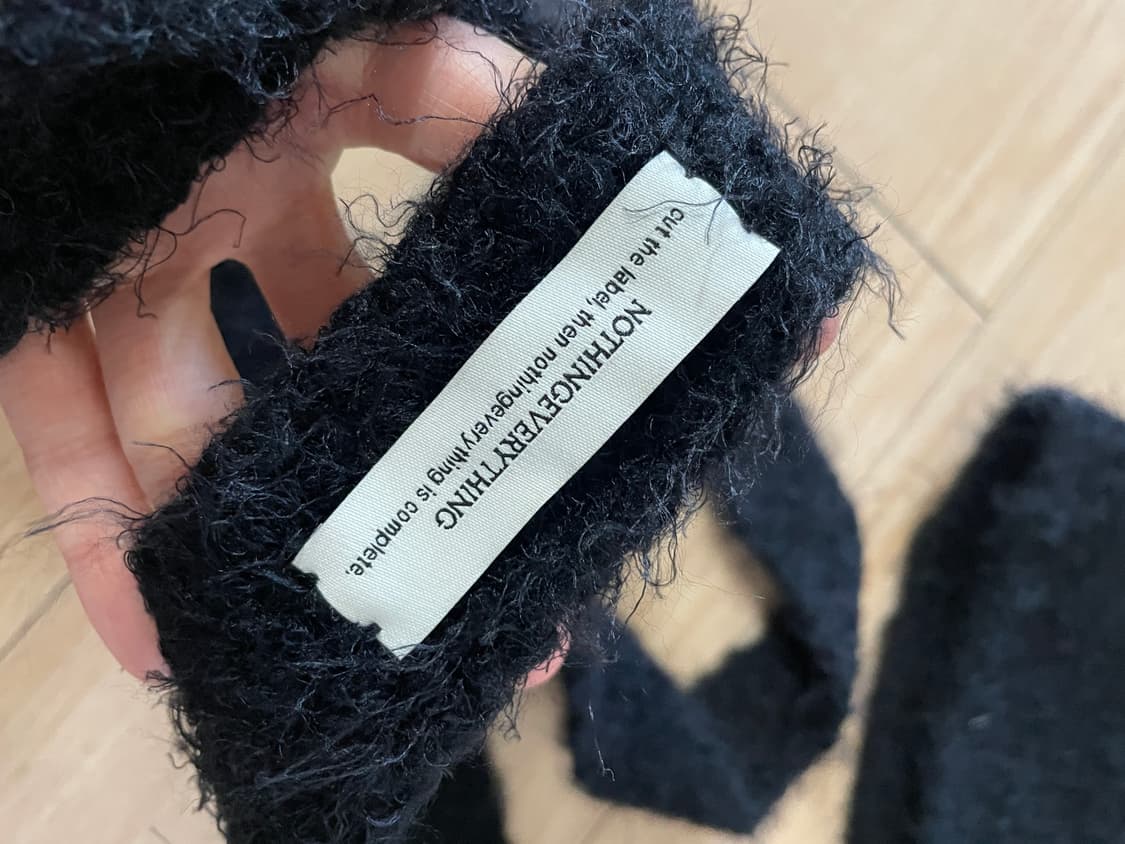 NOTHINGEVERYTHING
cut the label, then nothingeverything is complete,